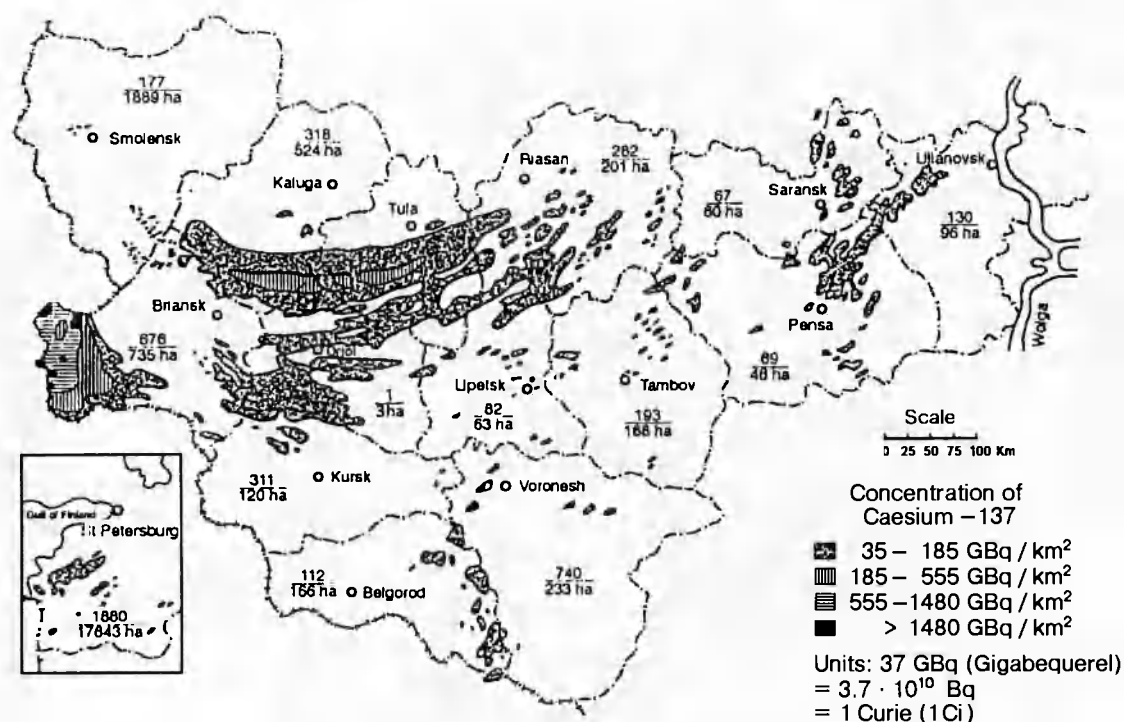 177
1889 ha
Smolensk
318
524 ha
Kaluga
Tula
Riasan
282
201 ha
67
60 ha
Saransk
Ulianovsk
130
96 ha
Wolga
Briansk
676
735 ha
Orjol
1
3 ha
Lipetsk
82
63 ha
Tambov
193
168 ha
Pensa
69
46 ha
Scale
0 25 50 75 100 Km
311
120 ha
Kursk
Voronesh
740
233 ha
112
166 ha
Belgorod
Gulf of Finland
St Petersburg
1880
17843 ha
Concentration of
Caesium –137
35 – 185 GBq / km²
185 – 555 GBq / km²
555 –1480 GBq / km²
> 1480 GBq / km²
Units: 37 GBq (Gigabequerel)
= 3.7 · 10¹⁰ Bq
= 1 Curie (1Ci)